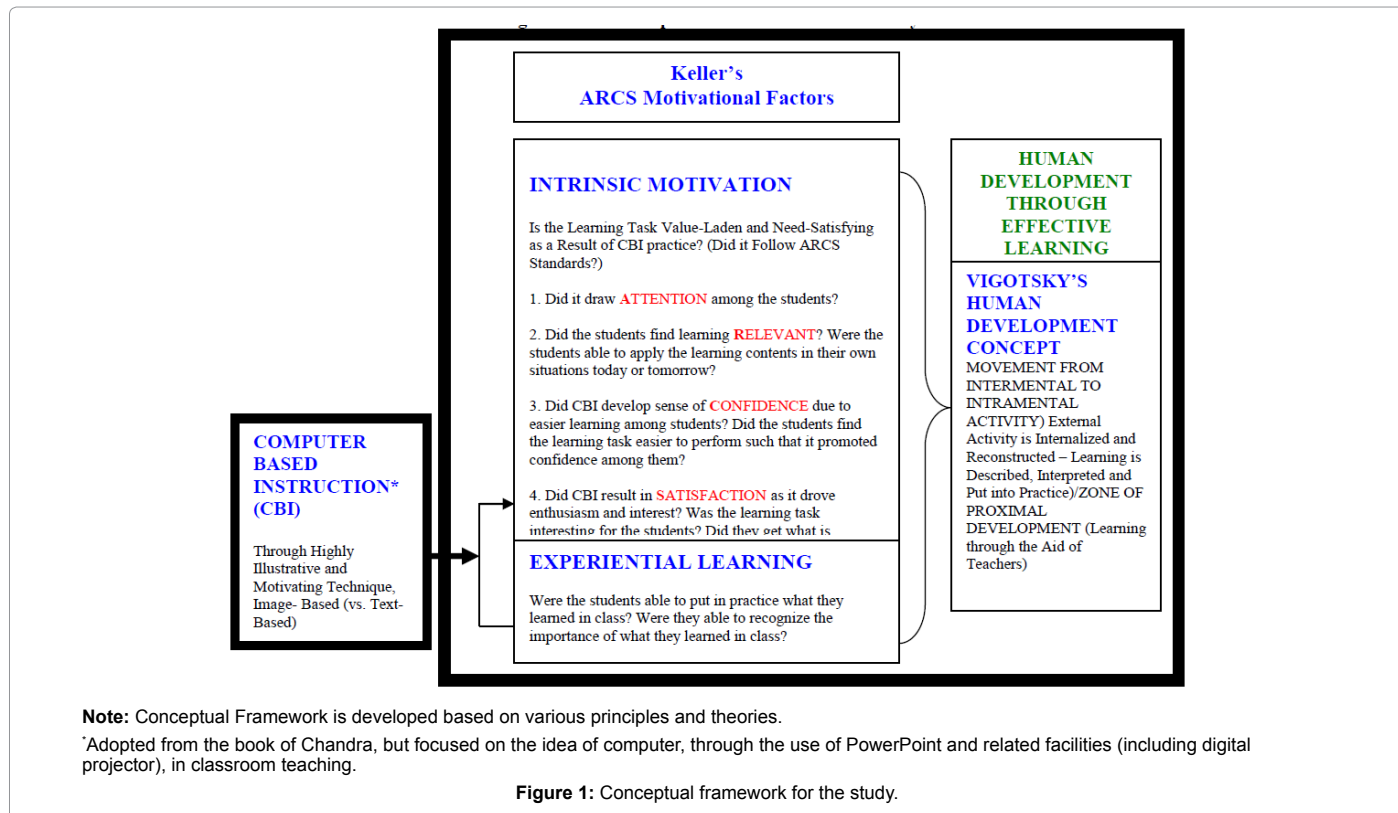 Keller’s
ARCS Motivational Factors
INTRINSIC MOTIVATION
Is the Learning Task Value-Laden and Need-Satisfying
as a Result of CBI practice? (Did it Follow ARCS
Standards?)
1. Did it draw ATTENTION among the students?
2. Did the students find learning RELEVANT? Were the
students able to apply the learning contents in their own
situations today or tomorrow?
3. Did CBI develop sense of CONFIDENCE due to
easier learning among students? Did the students find
the learning task easier to perform such that it promoted
confidence among them?
4. Did CBI result in SATISFACTION as it drove
enthusiasm and interest? Was the learning task
interesting for the students? Did they get what is
EXPERIENTIAL LEARNING
Were the students able to put in practice what they
learned in class? Were they able to recognize the
importance of what they learned in class?
HUMAN
DEVELOPMENT
THROUGH
EFFECTIVE
LEARNING
VIGOTSKY’S
HUMAN
DEVELOPMENT
CONCEPT
MOVEMENT FROM
INTERMENTAL TO
INTRAMENTAL
ACTIVITY) External
Activity is Internalized and
Reconstructed – Learning is
Described, Interpreted and
Put into Practice)/ZONE OF
PROXIMAL
DEVELOPMENT (Learning
through the Aid of
Teachers)
COMPUTER
BASED
INSTRUCTION*
(CBI)
Through Highly
Illustrative and
Motivating Technique,
Image- Based (vs. Text-
Based)
Note: Conceptual Framework is developed based on various principles and theories.
*Adopted from the book of Chandra, but focused on the idea of computer, through the use of PowerPoint and related facilities (including digital
projector), in classroom teaching.
Figure 1: Conceptual framework for the study.